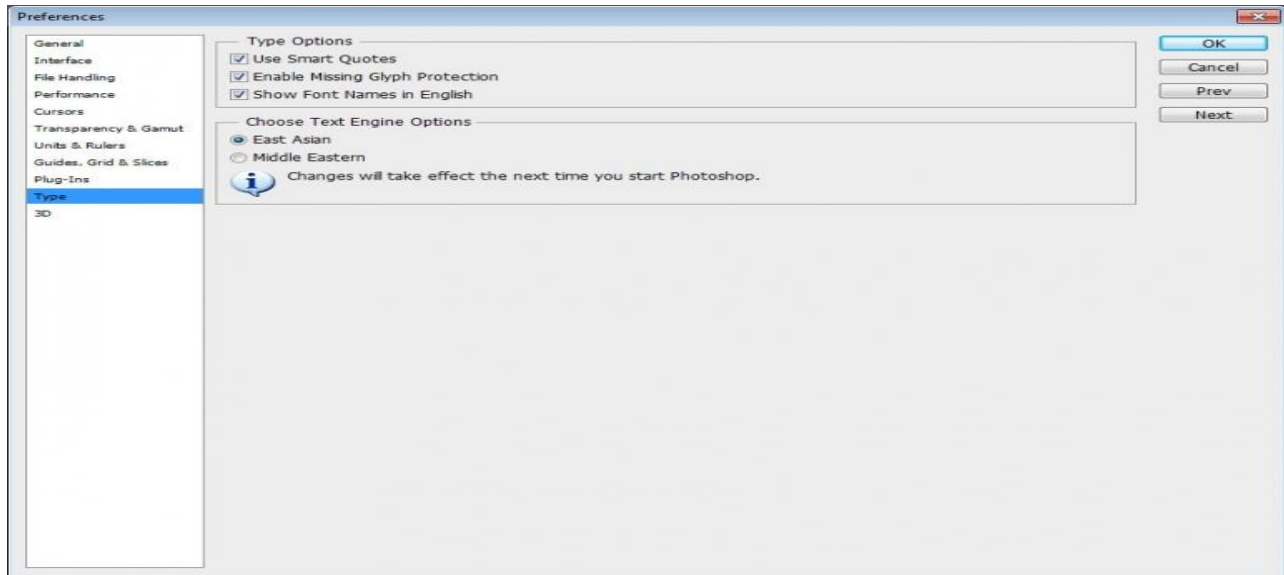 Preferences
General
Interface
File Handling
Performance
Cursors
Transparency & Gamut
Units & Rulers
Guides, Grid & Slices
Plug-Ins
Type
3D
Type Options
Use Smart Quotes
Enable Missing Glyph Protection
Show Font Names in English
Choose Text Engine Options
East Asian
Middle Eastern
Changes will take effect the next time you start Photoshop.
OK
Cancel
Prev
Next